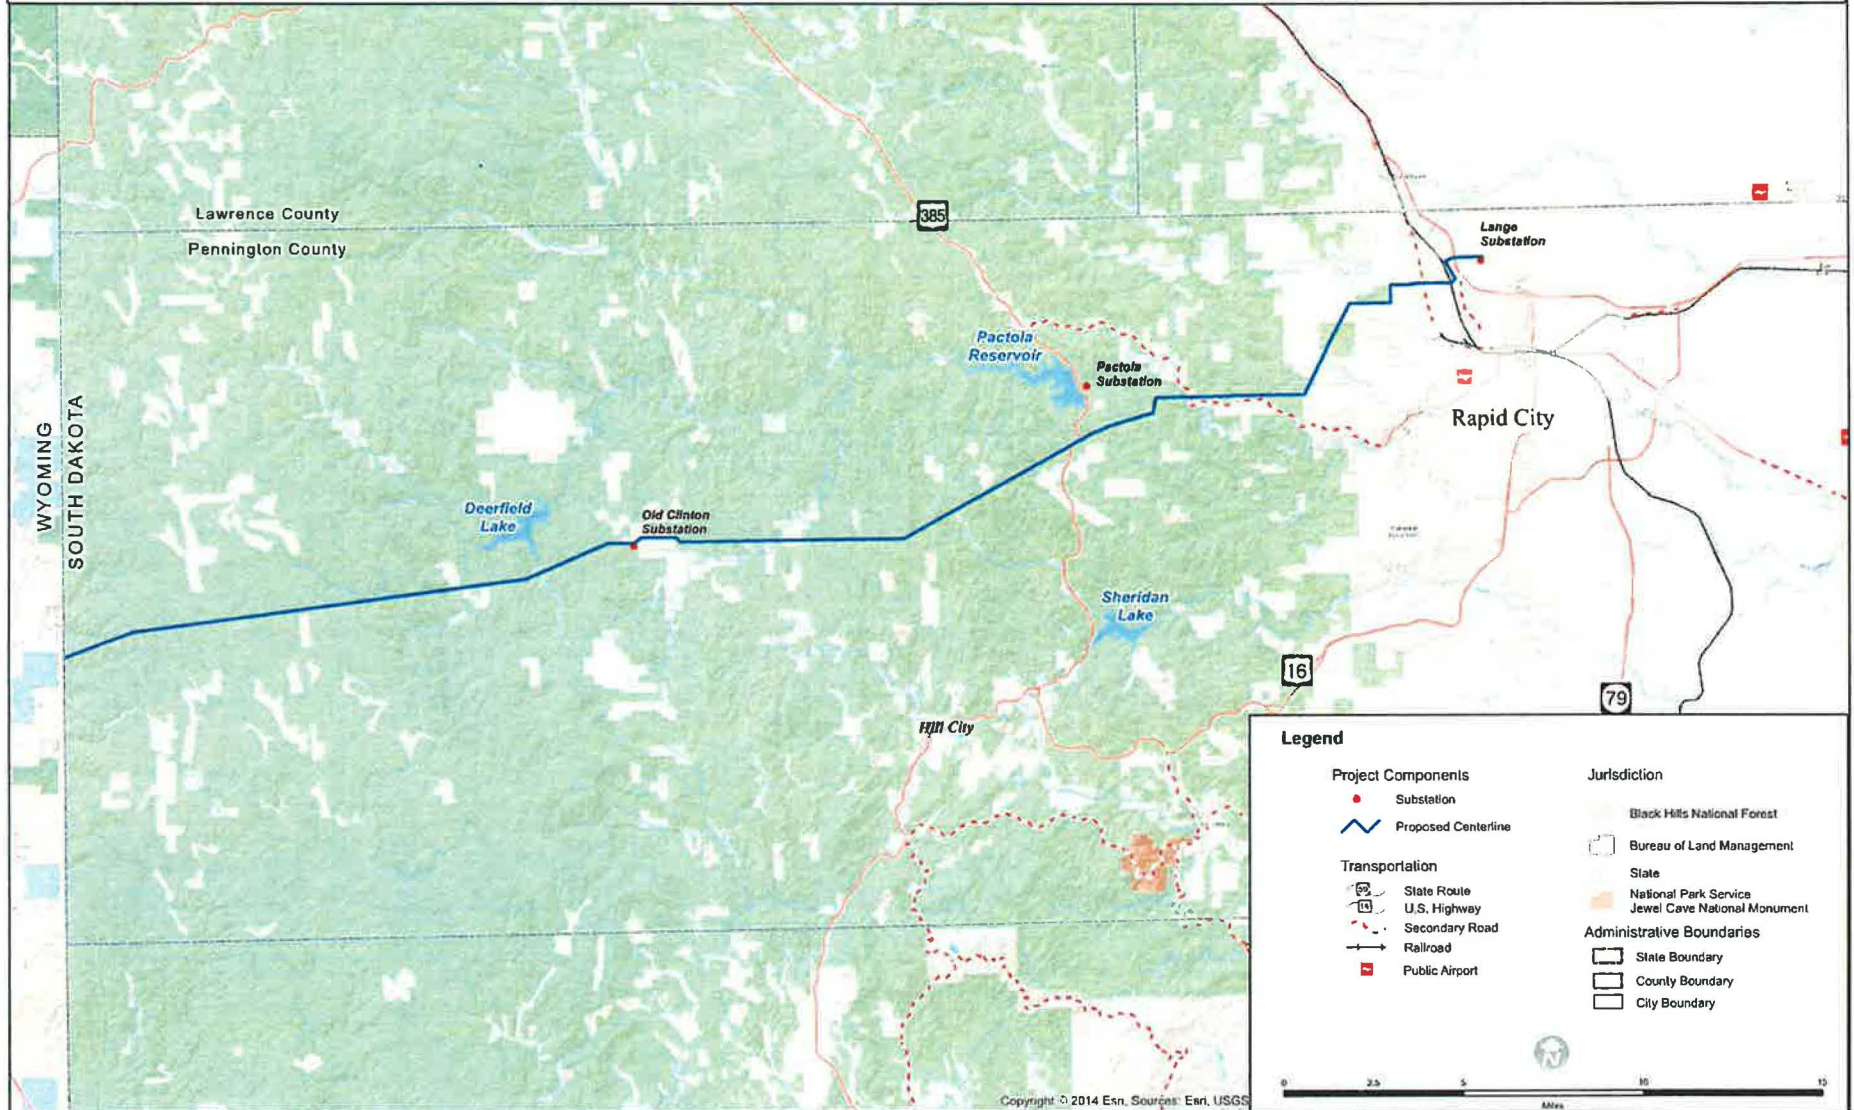 Lawrence County
Pennington County
385
Lange
Substation
Pactola
Reservoir
Pactola
Substation
Rapid City
WYOMING
SOUTH DAKOTA
Deerfield
Lake
Old Clinton
Substation
Sheridan
Lake
16
79
Hill City
Legend
Project Components
Substation
Proposed Centerline
Transportation
State Route
U.S. Highway
Secondary Road
Railroad
Public Airport
Jurisdiction
Black Hills National Forest
Bureau of Land Management
State
National Park Service
Jewel Cave National Monument
Administrative Boundaries
State Boundary
County Boundary
City Boundary
N
0 2.5 5 10 15
Miles
Copyright © 2014 Esri, Sources: Esri, USGS